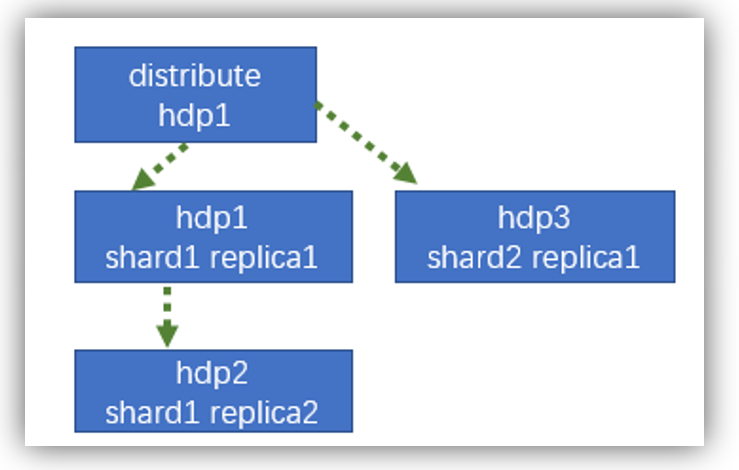 distribute
hdp1
hdp1
shard1 replica1
hdp3
shard2 replica1
hdp2
shard1 replica2